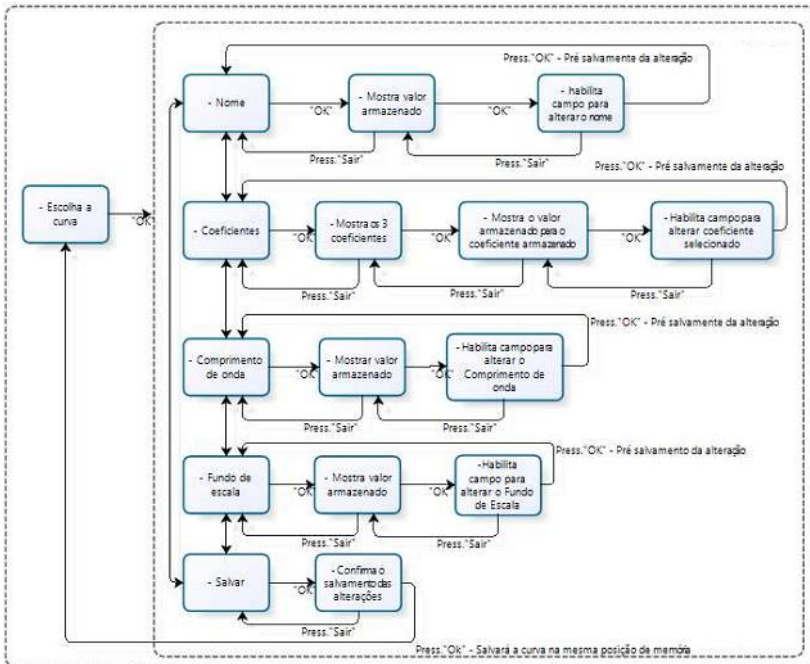 Press."OK" - Pré salvamente da alteração
- Nome
"OK"
- Mostra valor
armazenado
"OK"
- habilita
campo para
alterar o nome
Press."Sair"
Press."Sair"
Press."OK" - Pré salvamente da alteração
- Escolha a
curva
"OK"
- Coeficientes
"OK"
- Mostra os 3
coeficientes
"OK"
- Mostra o valor
armazenado para o
coeficiente armazenado
"OK"
- Habilita campo para
alterar coeficiente
selecionado
Press."Sair"
Press."Sair"
Press."Sair"
Press."OK" - Pré salvamente da alteração
- Comprimento
de onda
"OK"
- Mostrar valor
armazenado
"OK"
- Habilita campo para
alterar o
Comprimento de
onda
Press."Sair"
Press."Sair"
Press."OK" - Pré salvamento da alteração
- Fundo de
escala
"OK"
- Mostra valor
armazenado
"OK"
-Habilita
campo para
alterar o Fundo
de Escala
Press."Sair"
Press."Sair"
- Salvar
"OK"
- Confirma o
salvamento das
alterações
Press."Sair"
Press."Ok" - Salvará a curva na mesma posição de memória